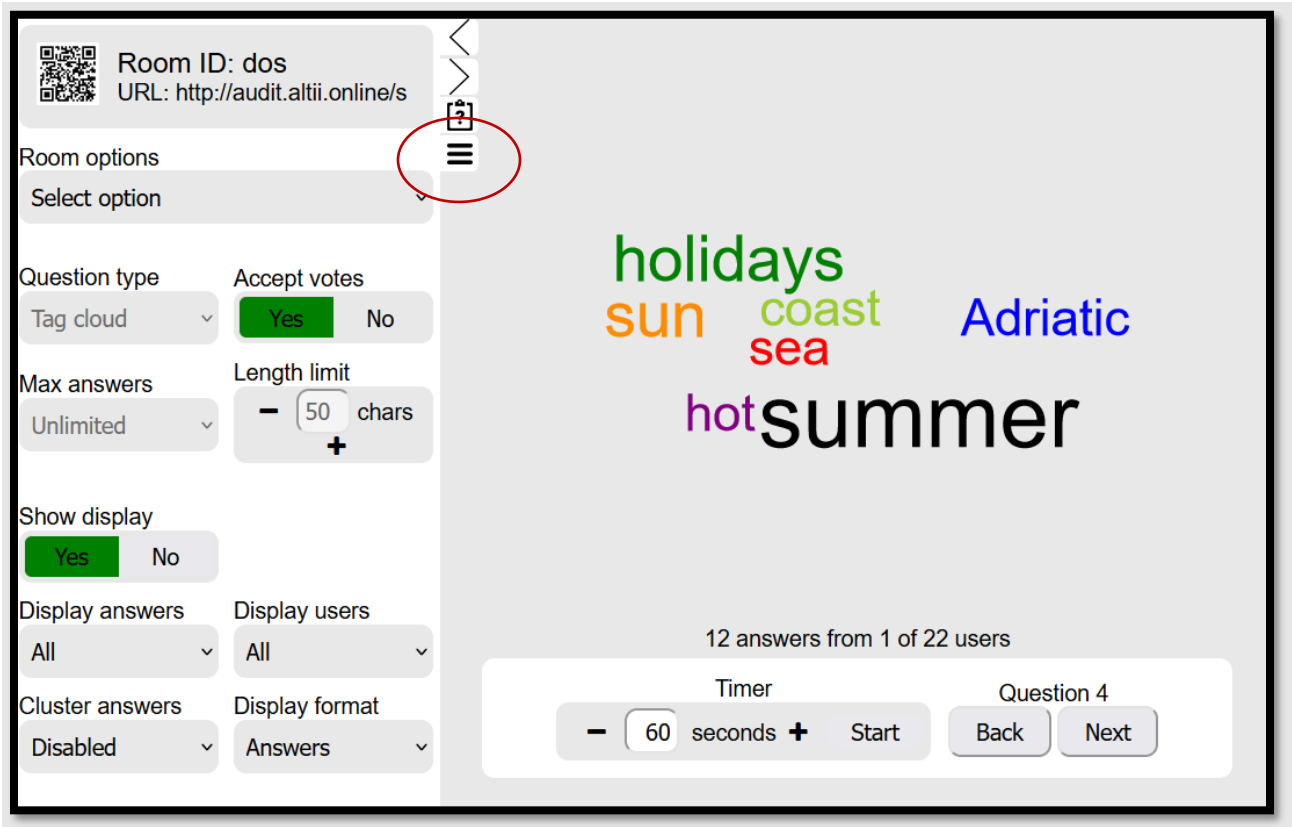 Room ID: dos
URL: http://audit.altii.online/s
Room options
Select option
Question type
Accept votes
Tag cloud
Yes No
Max answers
Length limit
Unlimited
50 chars
Show display
Yes No
Display answers
Display users
All
All
Cluster answers
Display format
Disabled
Answers
holidays
sun coast Adriatic
sea
hot summer
12 answers from 1 of 22 users
Timer
Question 4
60 seconds Start
Back Next